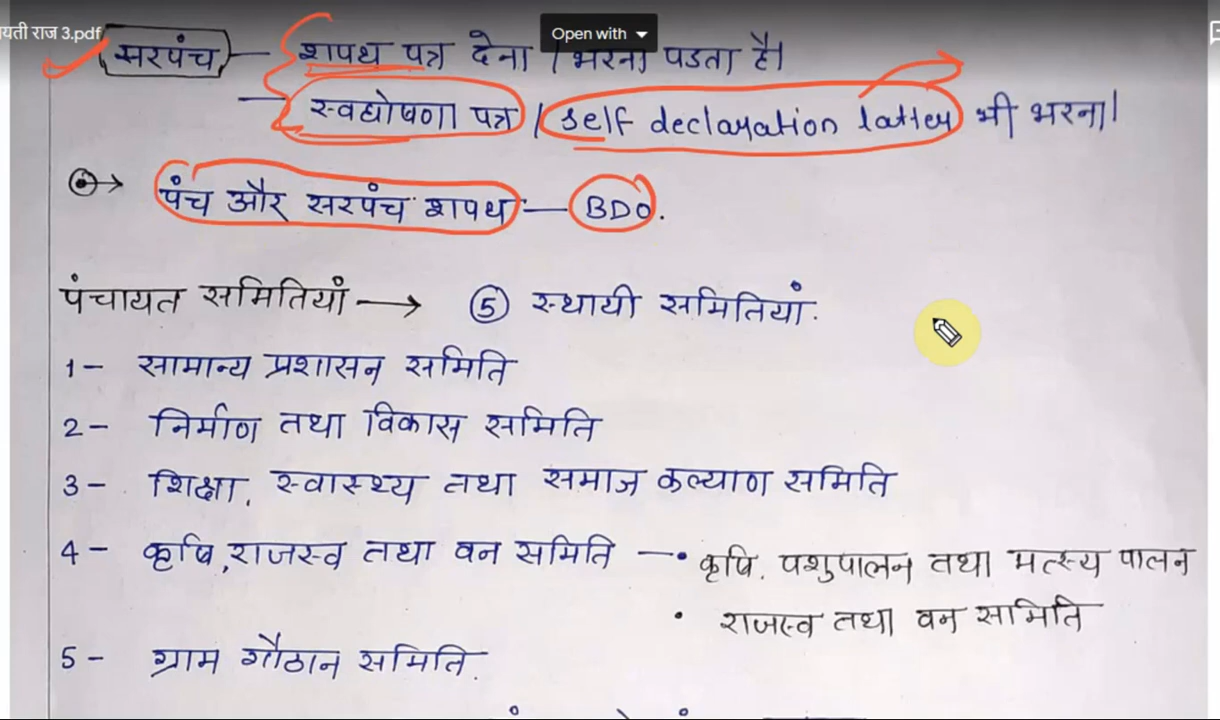 यती राज 3.pdf
Open with
सरपंच — शपथ पत्र देना / भरना पडता है।
— स्वघोषणा पत्र / self declaration latter भी भरना।
पंच और सरपंच शपथ — BDO.
पंचायत समितियाँ → 5 स्थायी समितियां.
1- सामान्य प्रशासन समिति
2- निर्माण तथा विकास समिति
3- शिक्षा, स्वास्थ्य तथा समाज कल्याण समिति
4- कृषि, राजस्व तथा वन समिति — • कृषि. पशुपालन तथा मत्स्य पालन
• राजस्व तथा वन समिति
5- ग्राम गौठान समिति.